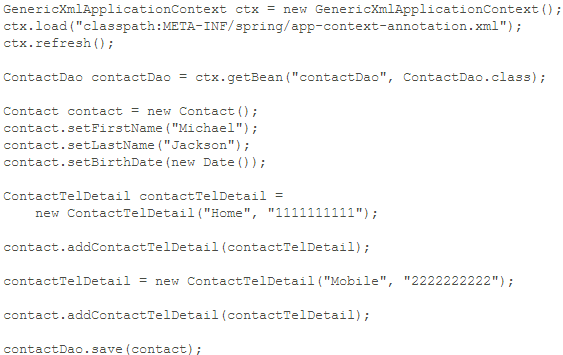 GenericXmlApplicationContext ctx = new GenericXmlApplicationContext();
ctx.load("classpath:META-INF/spring/app-context-annotation.xml");
ctx.refresh();

ContactDao contactDao = ctx.getBean("contactDao", ContactDao.class);

Contact contact = new Contact();
contact.setFirstName("Michael");
contact.setLastName("Jackson");
contact.setBirthDate(new Date());

ContactTelDetail contactTelDetail =
    new ContactTelDetail("Home", "1111111111");

contact.addContactTelDetail(contactTelDetail);

contactTelDetail = new ContactTelDetail("Mobile", "2222222222");

contact.addContactTelDetail(contactTelDetail);

contactDao.save(contact);